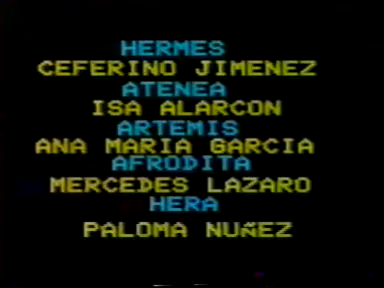 HERMES
CEFERINO JIMENEZ
ATENEA
ISA ALARCON
ARTEMIS
ANA MARIA GARCIA
AFRODITA
MERCEDES LAZARO
HERA
PALOMA NUÑEZ